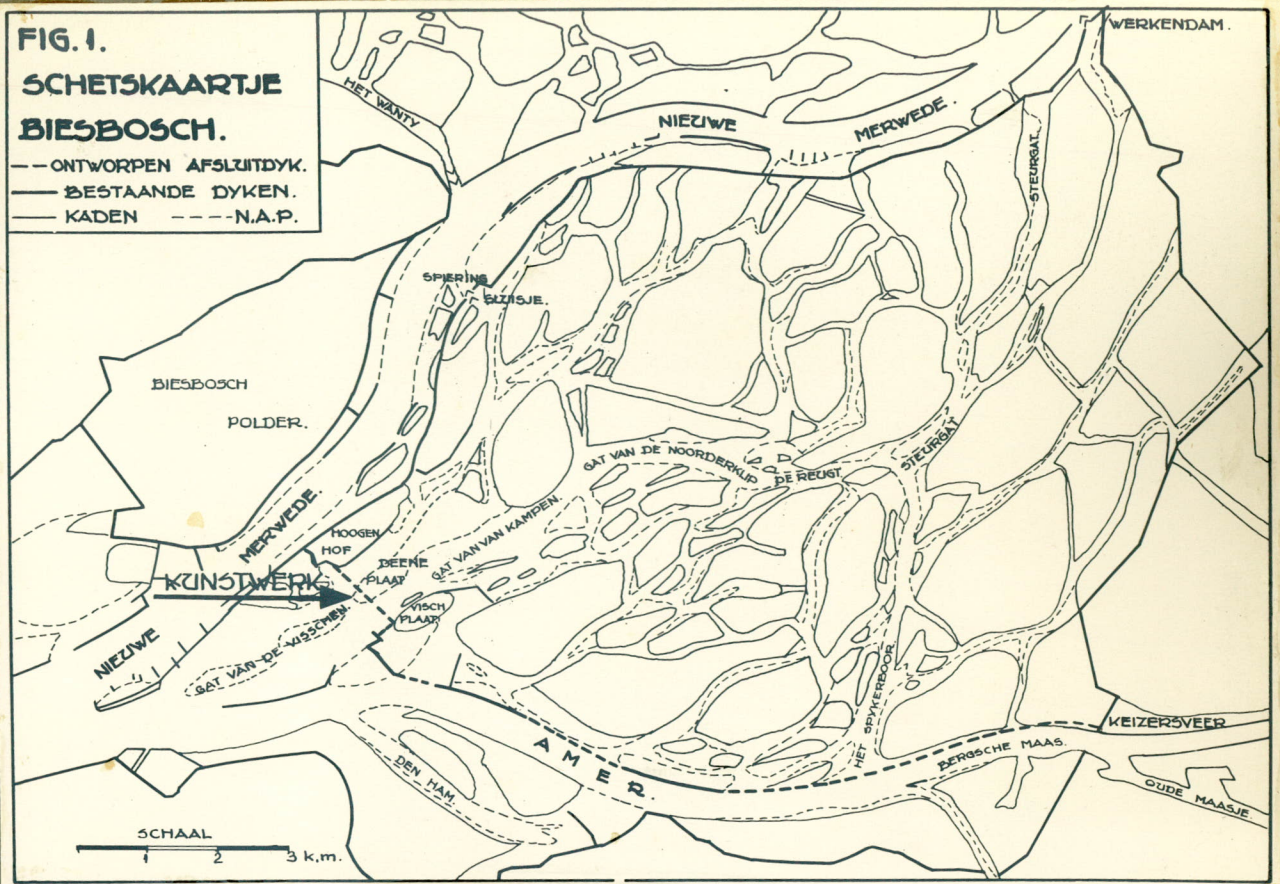 FIG. 1.
SCHETSKAARTJE
BIESBOSCH.
ONTWORPEN AFSLUITDYK.
BESTAANDE DYKEN.
KADEN N.A.P.
WERKENDAM.
HET WANTY
NIEUWE MERWEDE.
STEURGAT.
SPIERING
SLUISJE.
BIESBOSCH
POLDER.
GAT VAN DE NOORDERKLIP
DE REUGT.
STEURGAT
GAT VAN VAN KAMPEN
NIEUWE MERWEDE.
HOOGEN
HOF
DEENE
PLAAT
KUNSTWERK
VISCH
PLAAT
GAT VAN DE VISSCHEN
HET SPYKERBOOR
KEIZERSVEER
BERGSCHE MAAS.
AMER.
DEN HAM.
OUDE MAASJE.
SCHAAL
1 2 3 k.m.